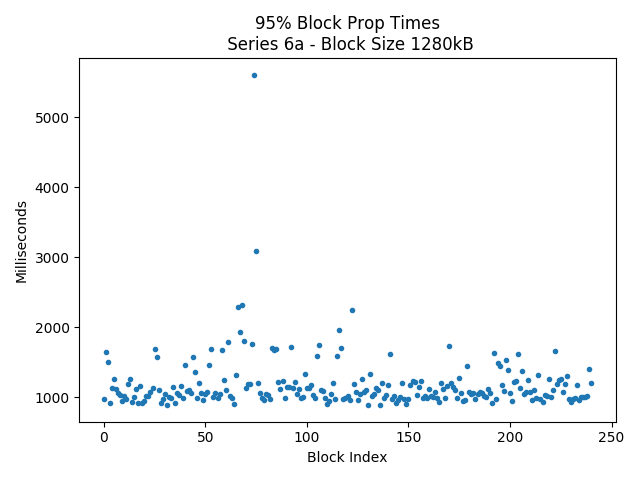 95% Block Prop Times
Series 6a - Block Size 1280kB
5000
4000
3000
2000
1000
Milliseconds
0 50 100 150 200 250
Block Index